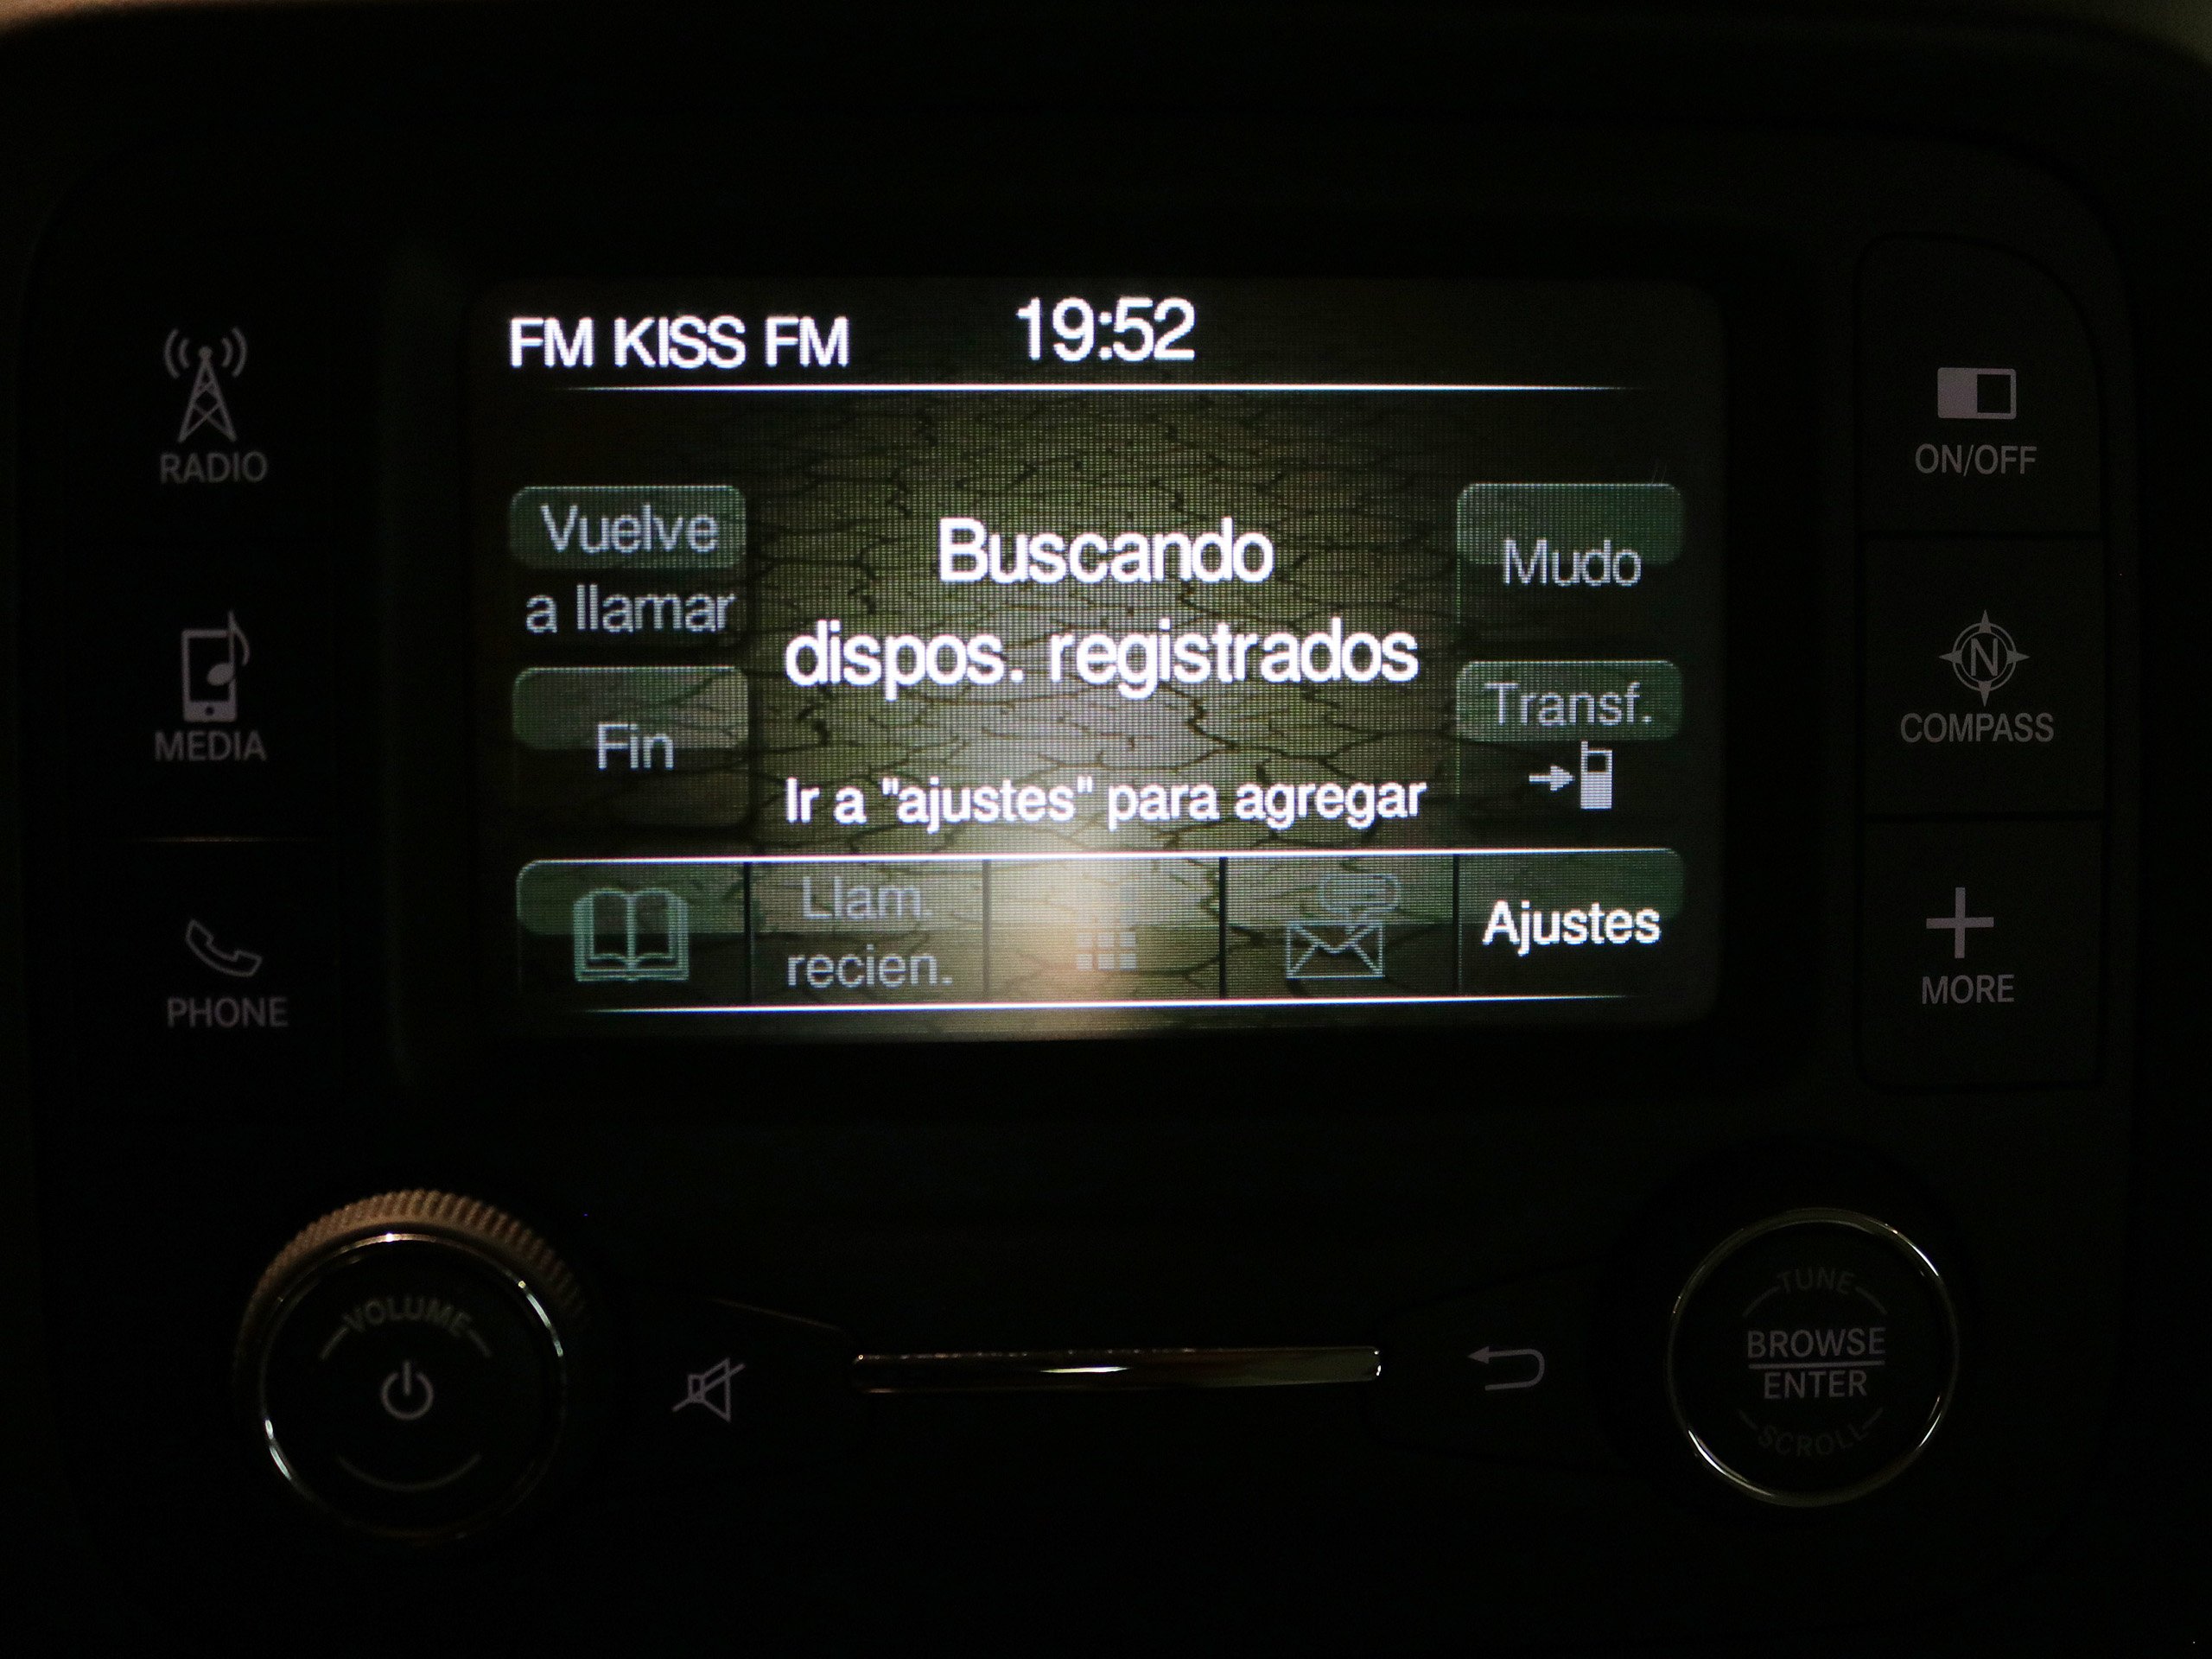 FM KISS FM 19:52
RADIO
ON/OFF
Vuelve
a llamar
Buscando
dispos. registrados
Mudo
Transf.
MEDIA
Fin
COMPASS
N
Ir a "ajustes" para agregar
Llam.
recien.
Ajustes
PHONE
MORE
VOLUME
TUNE
BROWSE
ENTER
SCROLL